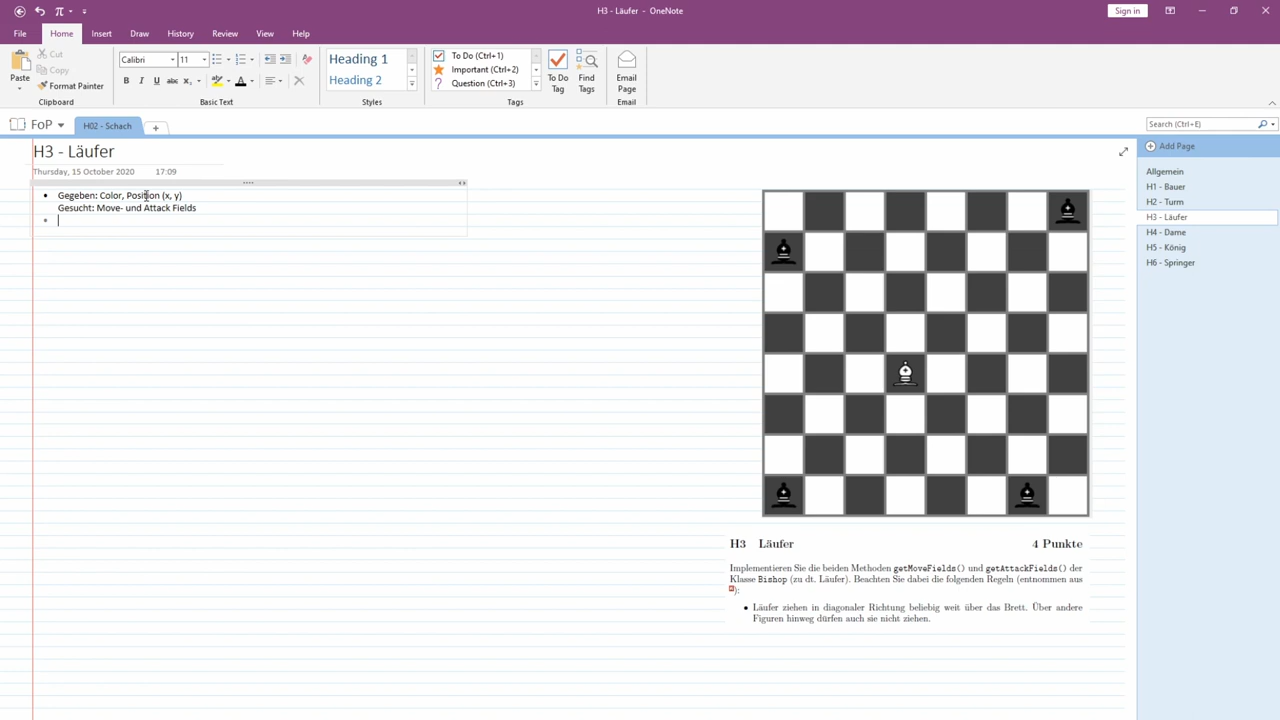 H3 - Läufer - OneNote
Sign in
File
Home
Insert
Draw
History
Review
View
Help
Paste
Cut
Copy
Format Painter
Clipboard
Calibri
11
B I U abc x₂
A
Basic Text
Heading 1
Heading 2
Styles
To Do (Ctrl+1)
Important (Ctrl+2)
Question (Ctrl+3)
To Do Tag
Find Tags
Tags
Email Page
Email
FoP
H02 - Schach
Search (Ctrl+E)
H3 - Läufer
Thursday, 15 October 2020 17:09
• Gegeben: Color, Position (x, y)
Gesucht: Move- und Attack Fields
Add Page
Allgemein
H1 - Bauer
H2 - Turm
H3 - Läufer
H4 - Dame
H5 - König
H6 - Springer
H3 Läufer 4 Punkte
Implementieren Sie die beiden Methoden getMoveFields() und getAttackFields() der
Klasse Bishop (zu dt. Läufer). Beachten Sie dabei die folgenden Regeln (entnommen aus
):
• Läufer ziehen in diagonaler Richtung beliebig weit über das Brett. Über andere
Figuren hinweg dürfen auch sie nicht ziehen.